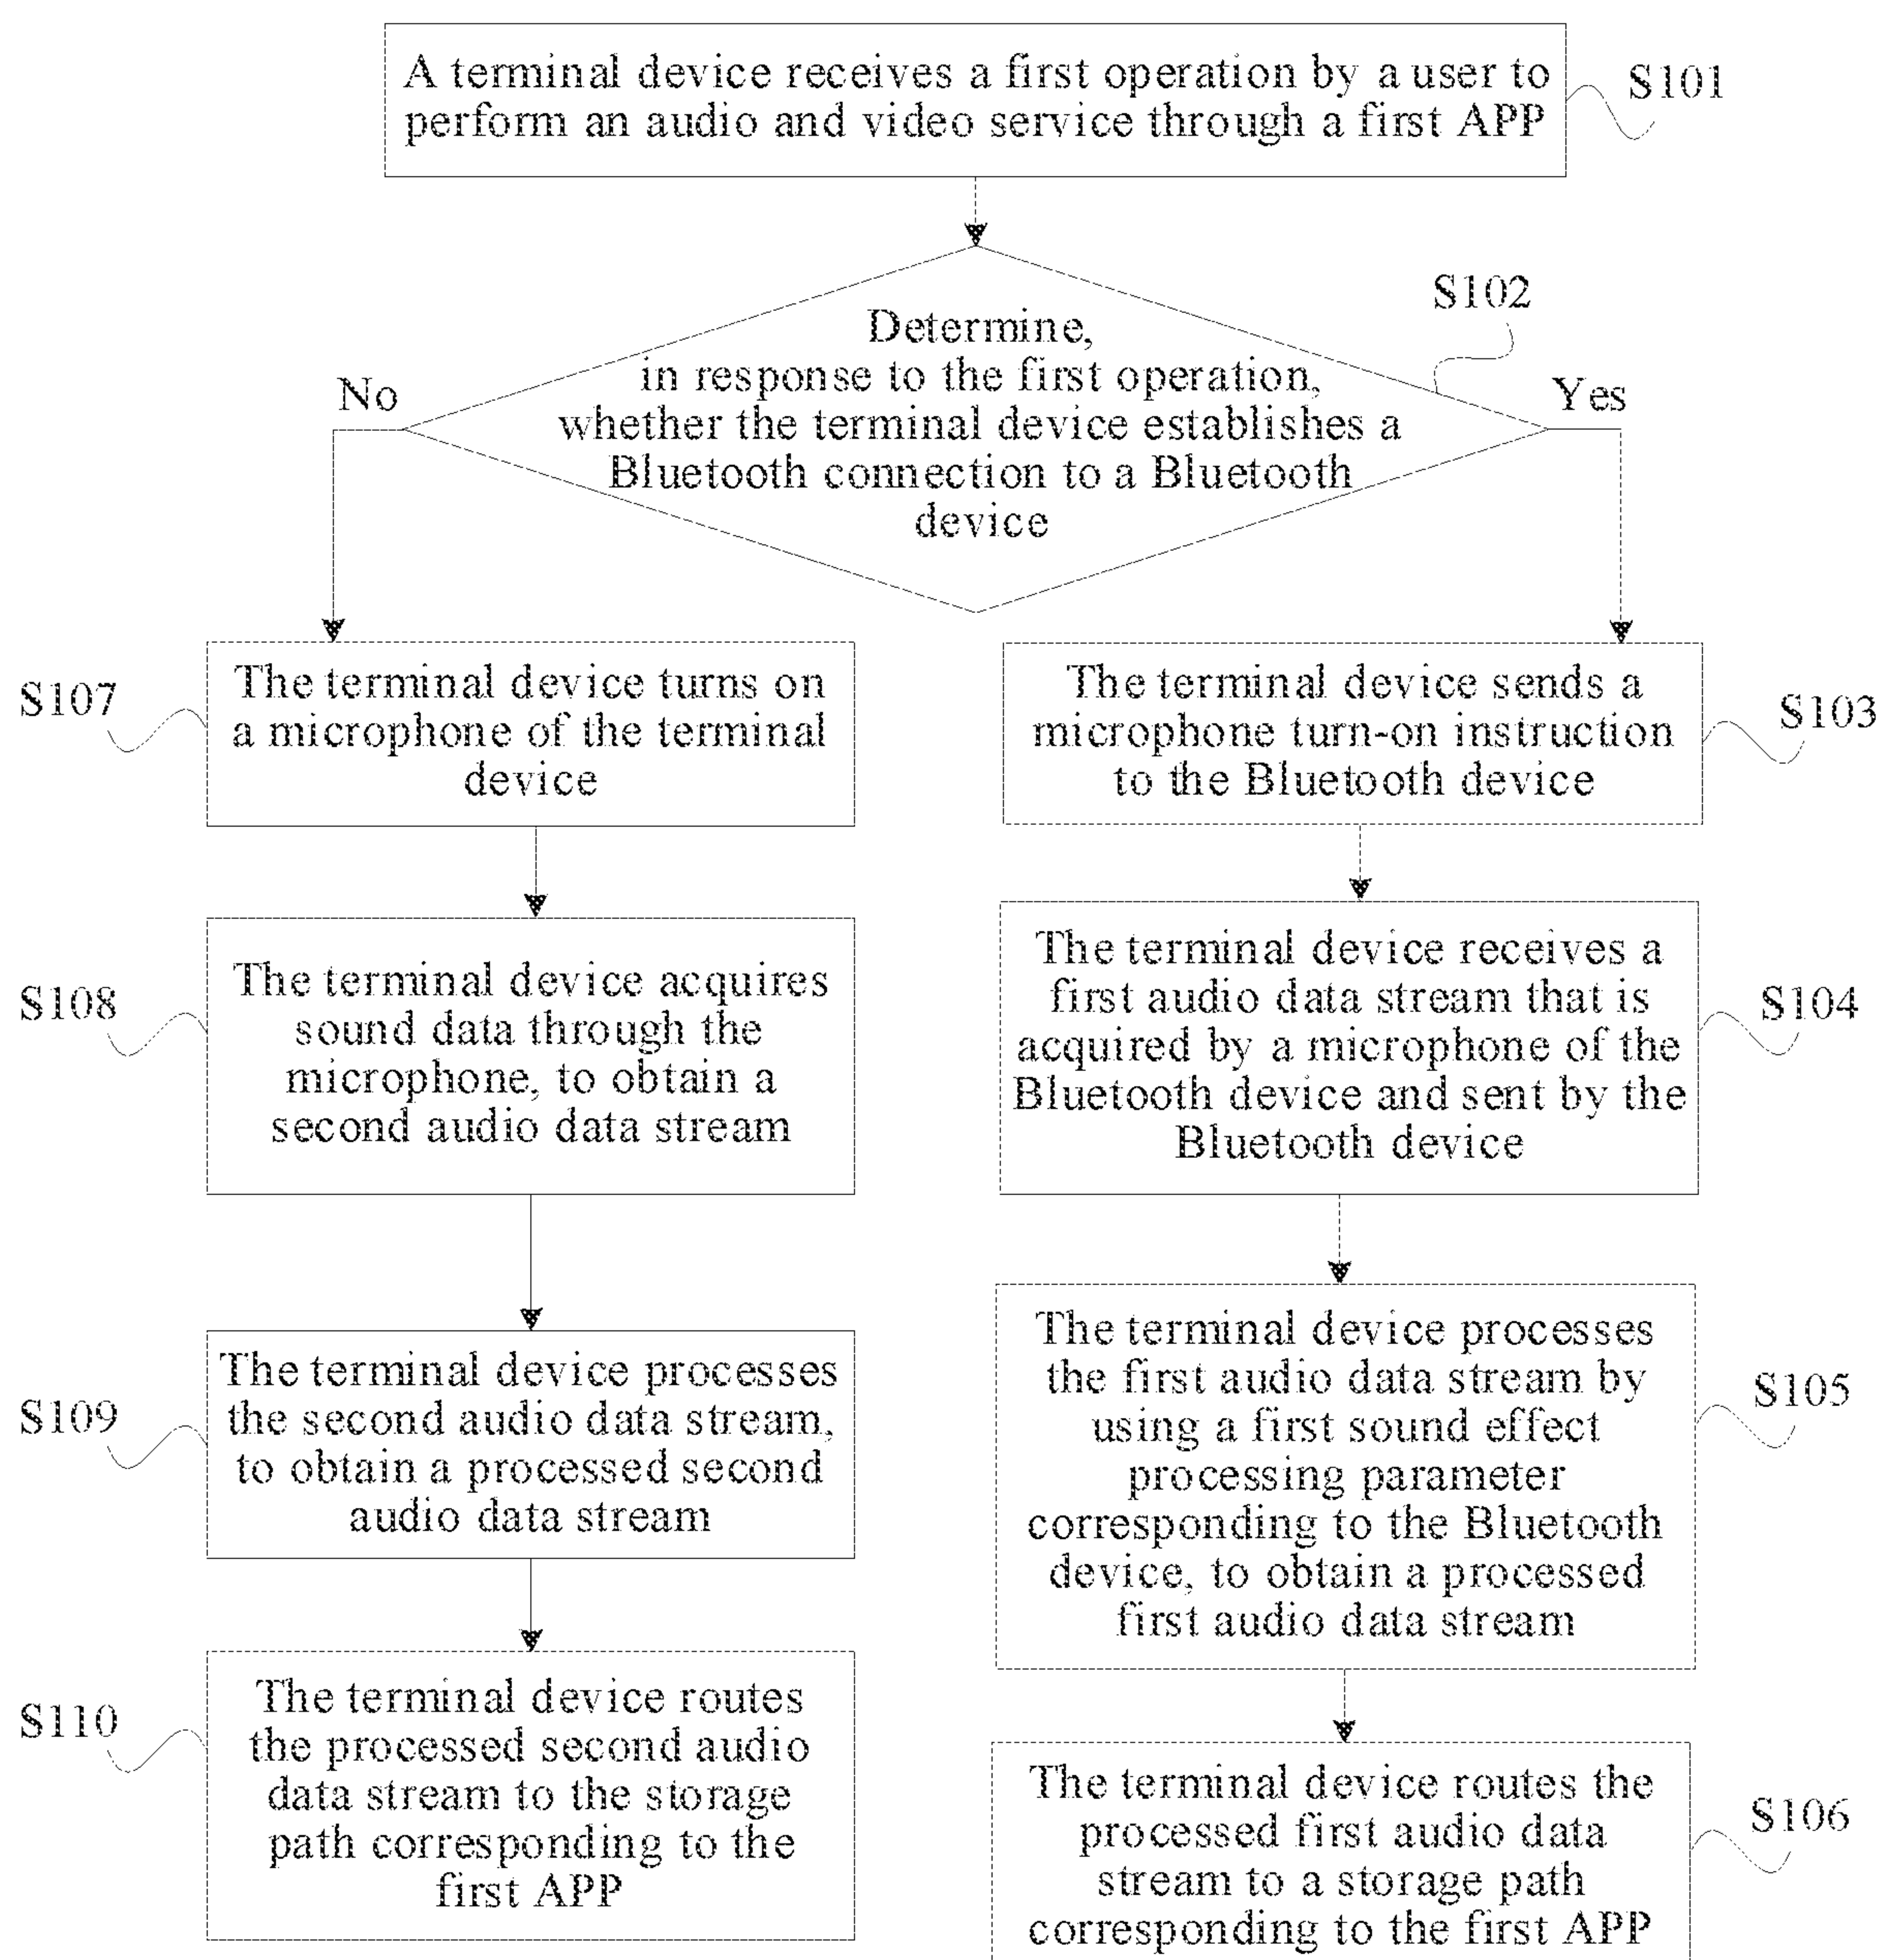 A terminal device receives a first operation by a user to
perform an audio and video service through a first APP
S101
Determine,
in response to the first operation,
whether the terminal device establishes a
Bluetooth connection to a Bluetooth
device
S102
No
Yes
S107
The terminal device turns on
a microphone of the terminal
device
The terminal device sends a
microphone turn-on instruction
to the Bluetooth device
S103
S108
The terminal device acquires
sound data through the
microphone, to obtain a
second audio data stream
The terminal device receives a
first audio data stream that is
acquired by a microphone of the
Bluetooth device and sent by the
Bluetooth device
S104
S109
The terminal device processes
the second audio data stream,
to obtain a processed second
audio data stream
The terminal device processes
the first audio data stream by
using a first sound effect
processing parameter
corresponding to the Bluetooth
device, to obtain a processed
first audio data stream
S105
S110
The terminal device routes
the processed second audio
data stream to the storage
path corresponding to the
first APP
The terminal device routes the
processed first audio data
stream to a storage path
corresponding to the first APP
S106